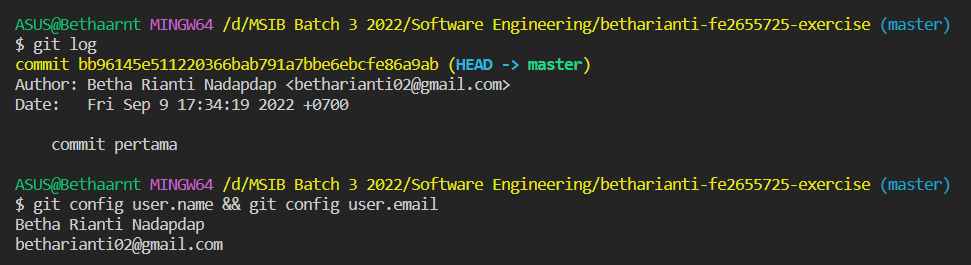 ASUS@Bethaarnt MINGW64 /d/MSIB Batch 3 2022/Software Engineering/betharianti-fe2655725-exercise (master)
$ git log
commit bb96145e511220366bab791a7bbe6ebcfe86a9ab (HEAD -> master)
Author: Betha Rianti Nadapdap <betharianti02@gmail.com>
Date:   Fri Sep 9 17:34:19 2022 +0700

    commit pertama

ASUS@Bethaarnt MINGW64 /d/MSIB Batch 3 2022/Software Engineering/betharianti-fe2655725-exercise (master)
$ git config user.name && git config user.email
Betha Rianti Nadapdap
betharianti02@gmail.com